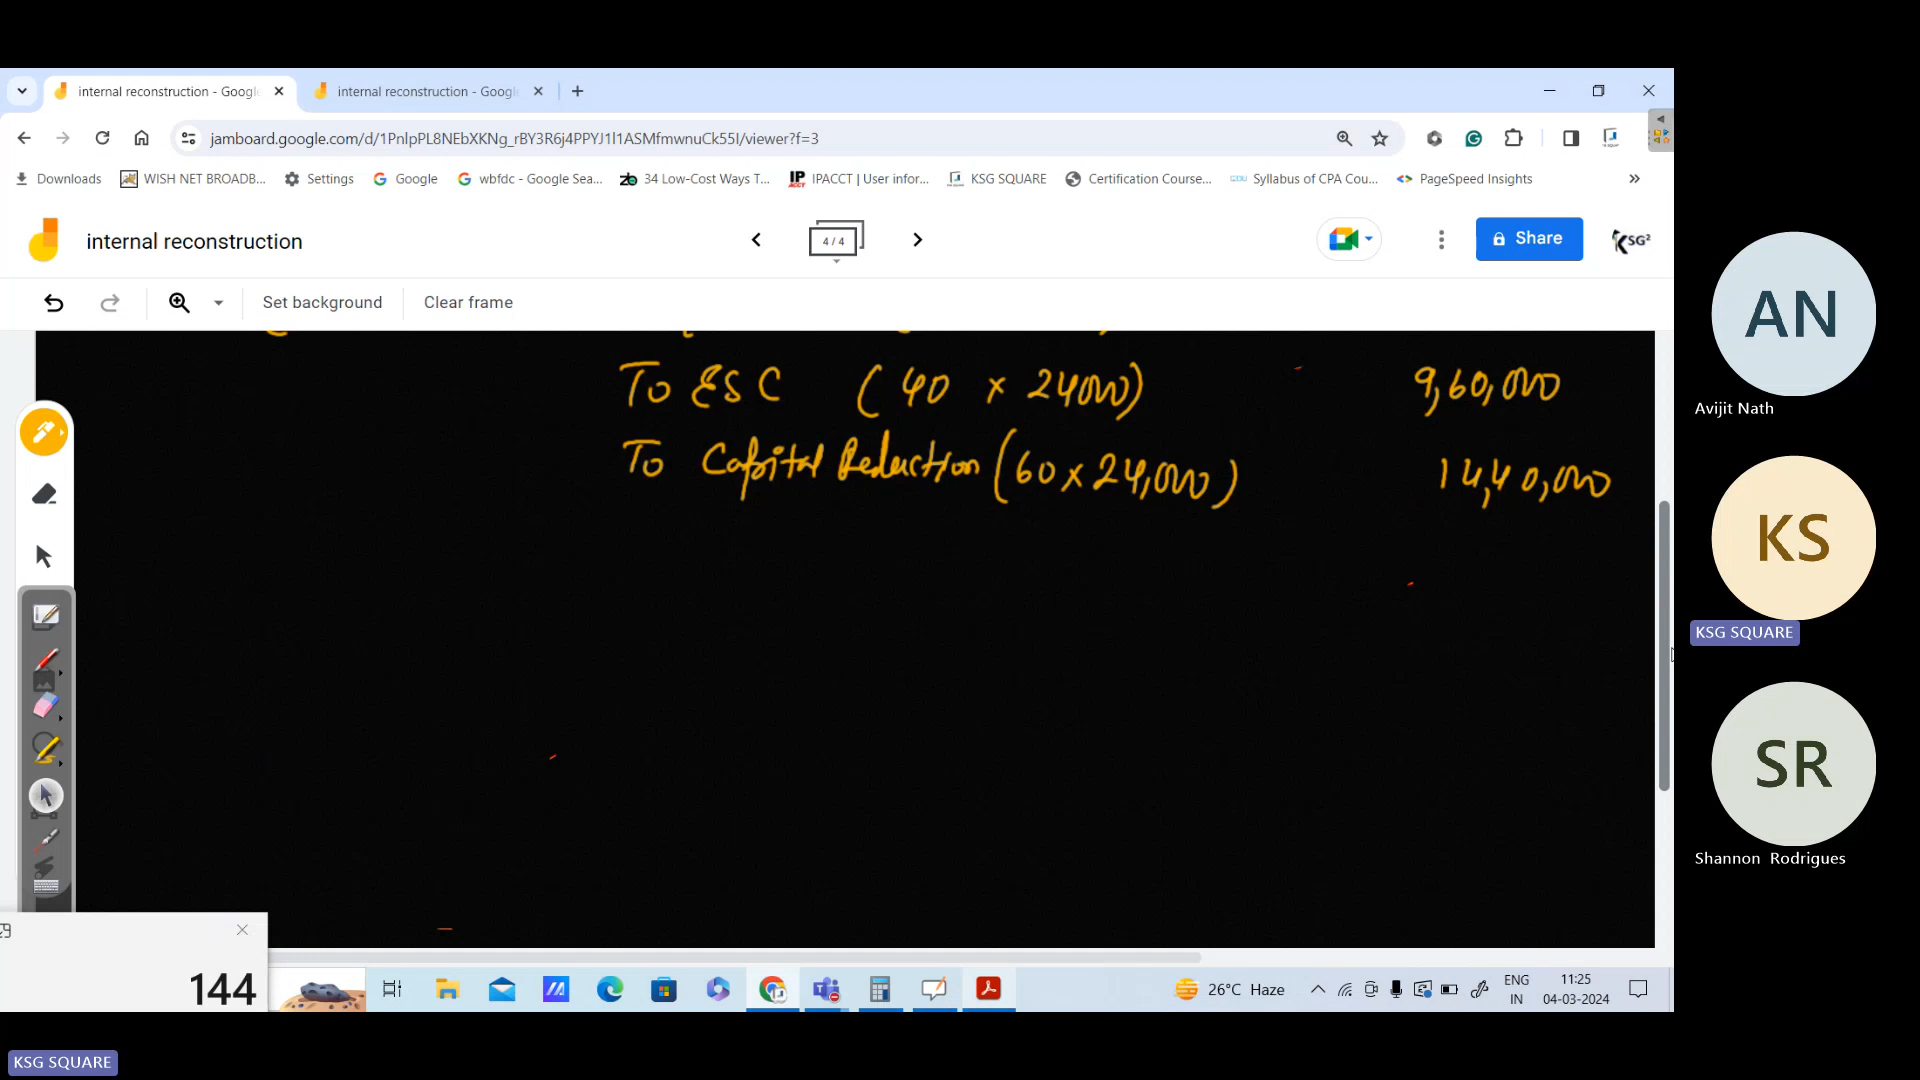 internal reconstruction - Googl
internal reconstruction - Googl
jamboard.google.com/d/1PnlpPL8NEbXKNg_rBY3R6j4PPYJ1l1ASMfmwnuCk55I/viewer?f=3
Downloads
WISH NET BROADB...
Settings
Google
wbfdc - Google Sea...
34 Low-Cost Ways T...
IPACCT | User infor...
KSG SQUARE
Certification Course...
Syllabus of CPA Cou...
PageSpeed Insights
internal reconstruction
4 / 4
Share
KSG²
Set background
Clear frame
To ESC (40 x 24000) 9,60,000
To Capital Reduction (60 x 24,000) 14,40,000
AN
Avijit Nath
KS
KSG SQUARE
SR
Shannon Rodrigues
144
26°C Haze
ENG
IN
11:25
04-03-2024
KSG SQUARE